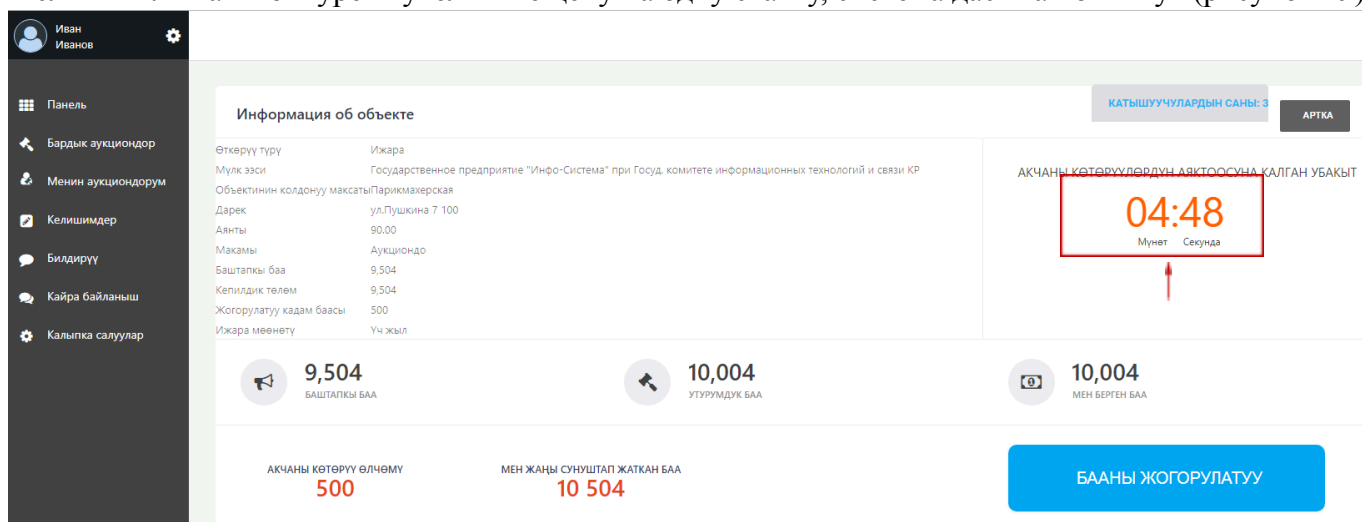 Иван
Иванов
Панель
Бардык аукциондор
Менин аукциондорум
Келишимдер
Билдирүү
Кайра байланыш
Калыпка салуулар
Информация об объекте
КАТЫШУУЧУЛАРДЫН САНЫ: 3
АРТКА
Өткөрүү түрү Ижара
Мүлк ээси Государственное предприятие "Инфо-Система" при Госуд. комитете информационных технологий и связи КР
Объектинин колдонуу максаты Парикмахерская
Дарек ул.Пушкина 7 100
Аянты 90.00
Макамы Аукциондо
Баштапкы баа 9,504
Кепилдик төлөм 9,504
Жогорулатуу кадам баасы 500
Ижара мөөнөтү Үч жыл
АКЧАНЫ КӨТӨРҮҮЛӨРДҮН АЯКТООСУНА КАЛГАН УБАКЫТ
04:48
Мүнөт Секунда
9,504
БАШТАПКЫ БАА
10,004
УТУРУМДУК БАА
10,004
МЕН БЕРГЕН БАА
АКЧАНЫ КӨТӨРҮҮ ӨЛЧӨМҮ
500
МЕН ЖАҢЫ СУНУШТАП ЖАТКАН БАА
10 504
БААНЫ ЖОГОРУЛАТУУ